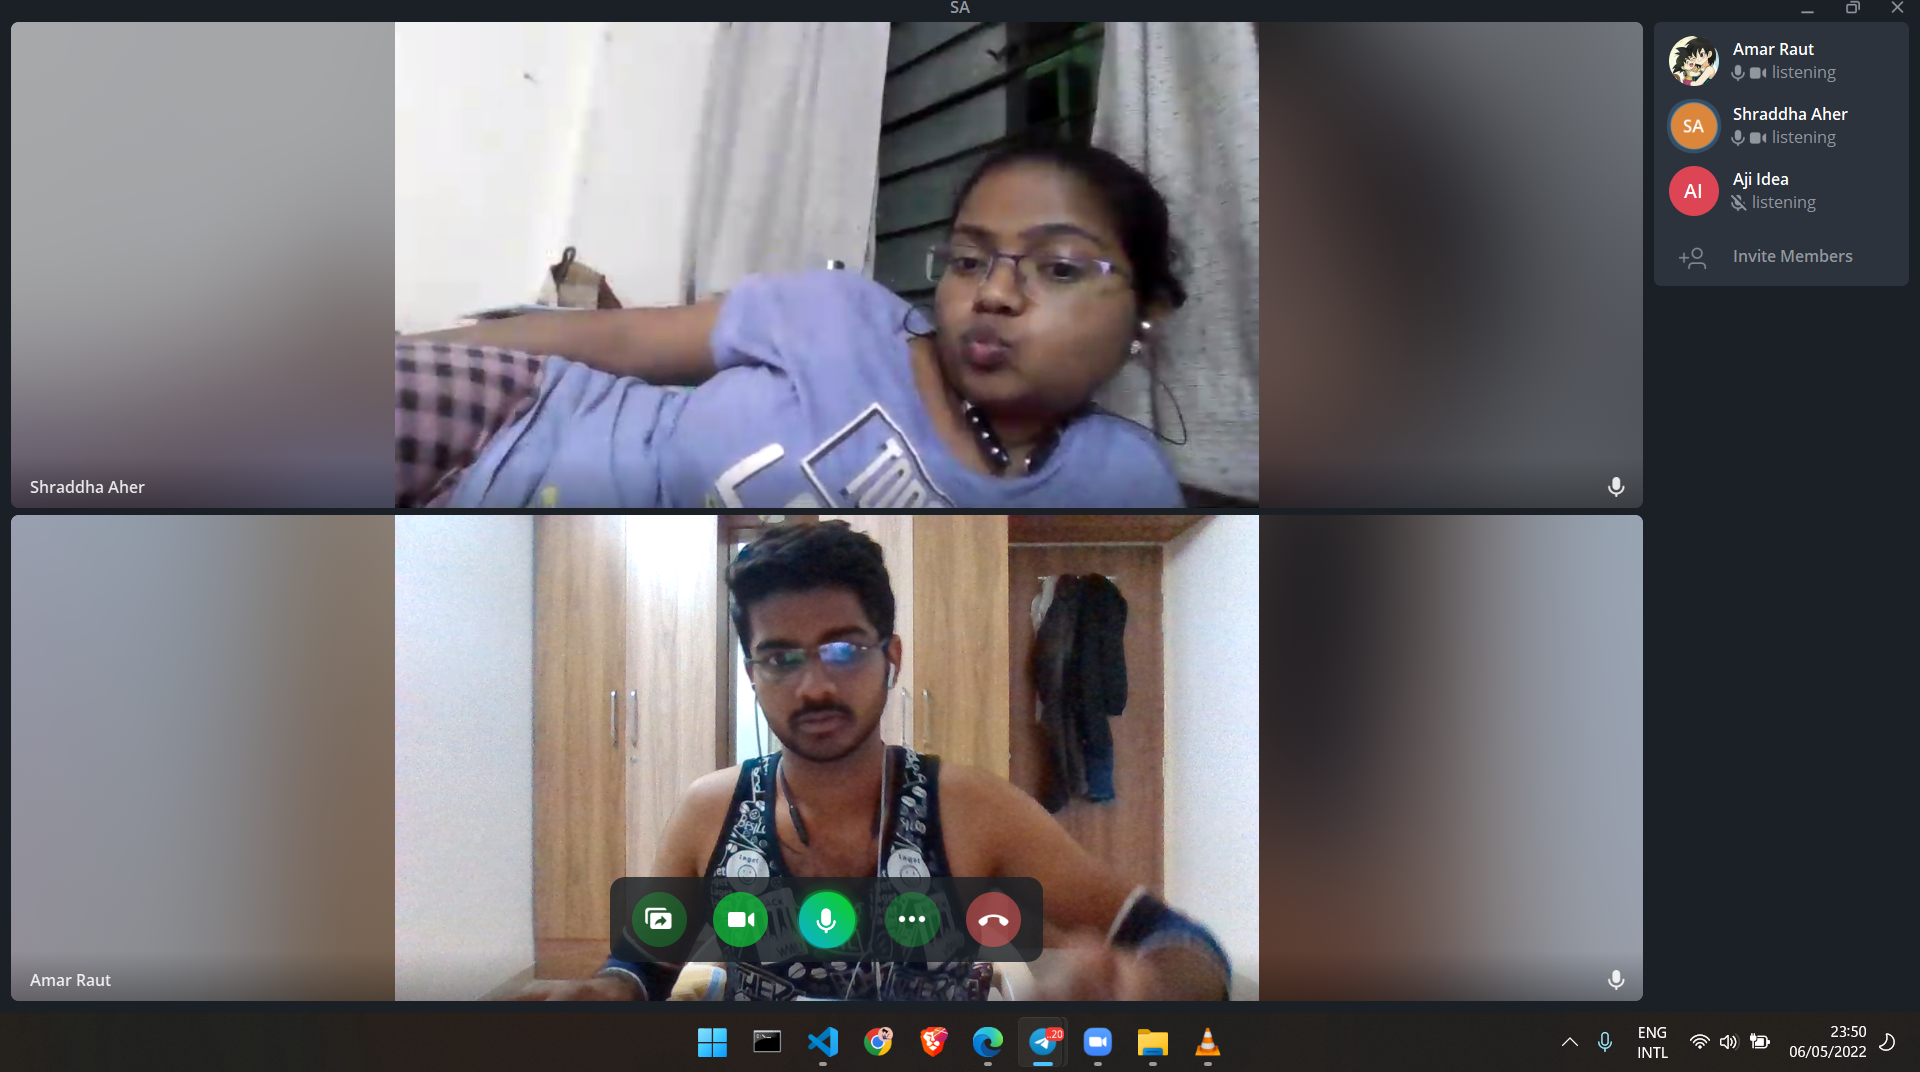 SA
Amar Raut
listening
SA
Shraddha Aher
listening
AI
Aji Idea
listening
Invite Members
Shraddha Aher
Amar Raut
20
ENG
INTL
23:50
06/05/2022